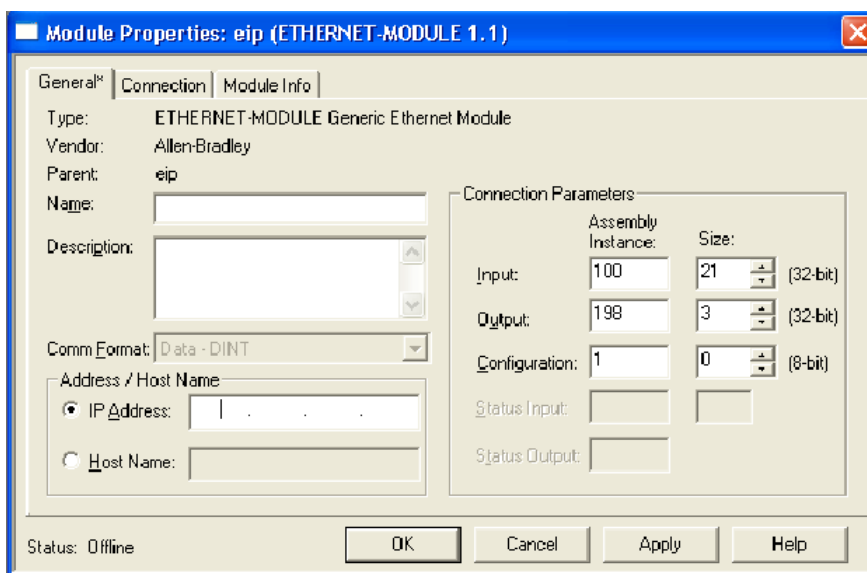 Module Properties: eip (ETHERNET-MODULE 1.1)
General* Connection Module Info
Type: ETHERNET-MODULE Generic Ethernet Module
Vendor: Allen-Bradley
Parent: eip
Name:
Description:
Comm Format: Data - DINT
Address / Host Name
IP Address: . . .
Host Name:
Connection Parameters
Assembly Instance: Size:
Input: 100 21 (32-bit)
Output: 198 3 (32-bit)
Configuration: 1 0 (8-bit)
Status Input:
Status Output:
Status: Offline
OK Cancel Apply Help